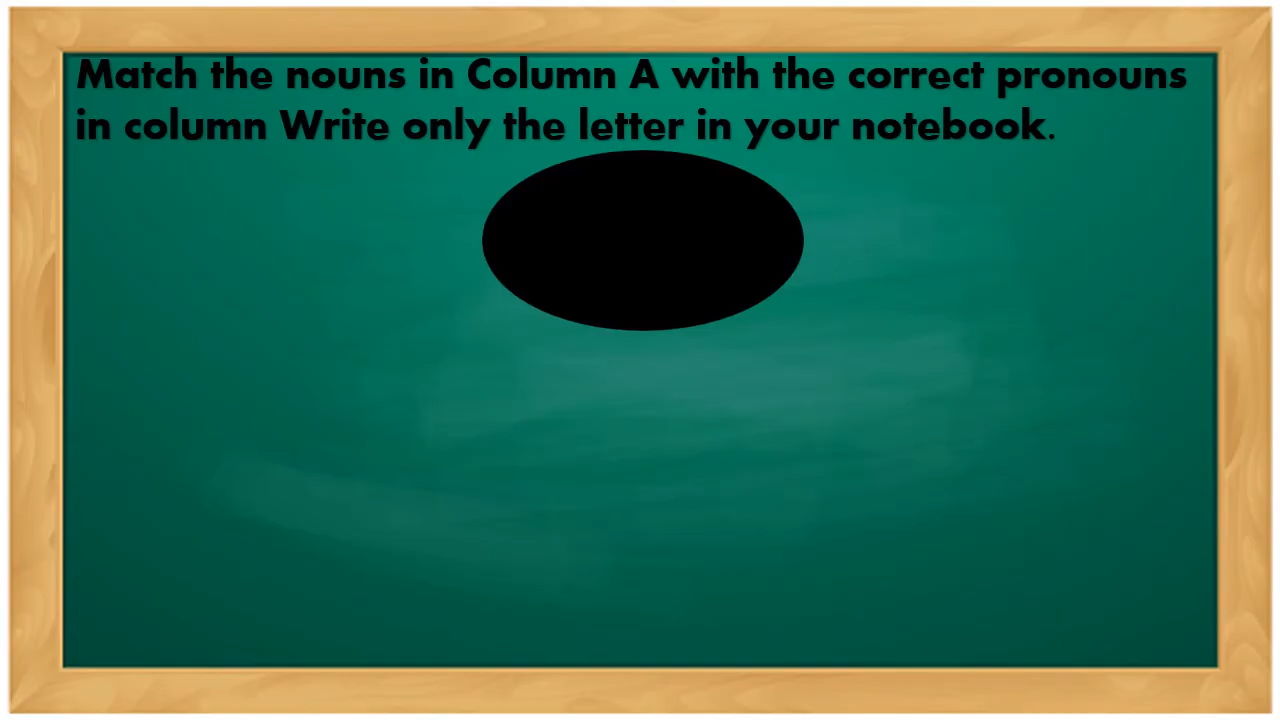 Match the nouns in Column A with the correct pronouns
in column Write only the letter in your notebook.